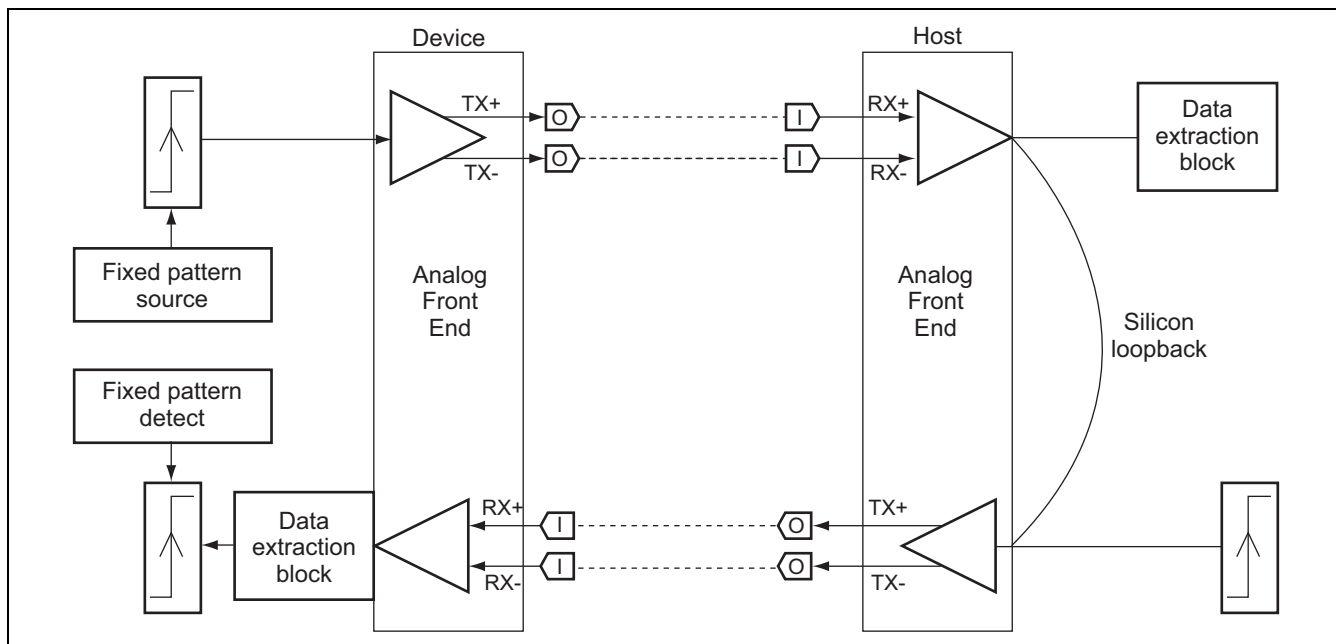 Device
Host
TX+
O
I
RX+
Data
extraction
block
TX-
O
I
RX-
Fixed pattern
source
Analog
Front
End
Analog
Front
End
Silicon
loopback
Fixed pattern
detect
Data
extraction
block
RX+
I
O
TX+
RX-
I
O
TX-